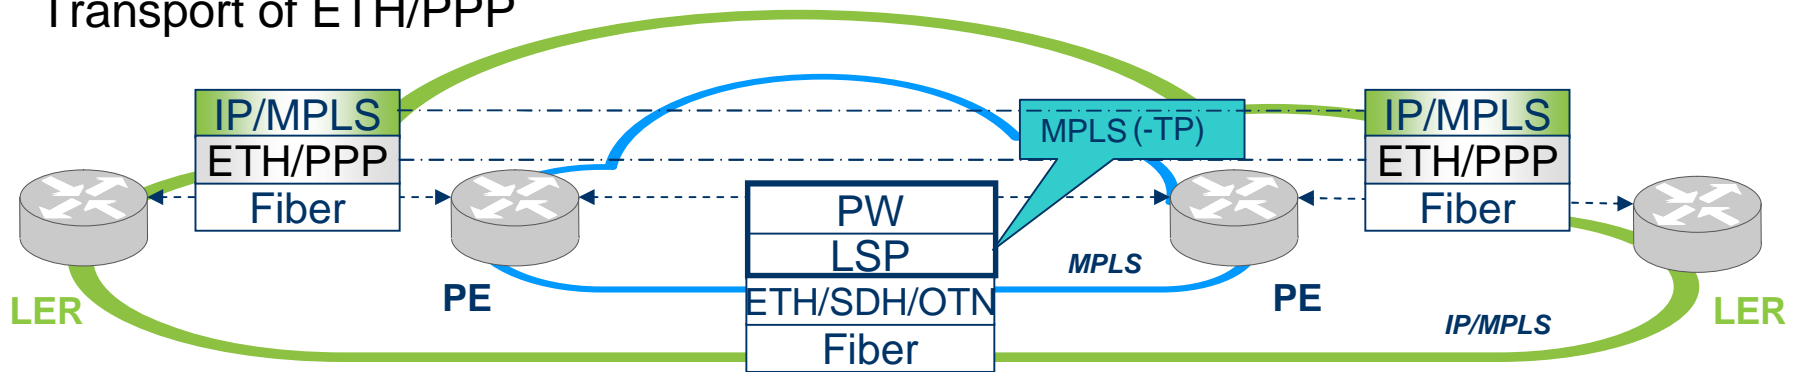 Transport of ETH/PPP
IP/MPLS
ETH/PPP
Fiber
MPLS (-TP)
IP/MPLS
ETH/PPP
Fiber
PW
LSP
ETH/SDH/OTN
Fiber
MPLS
IP/MPLS
LER
PE
PE
LER